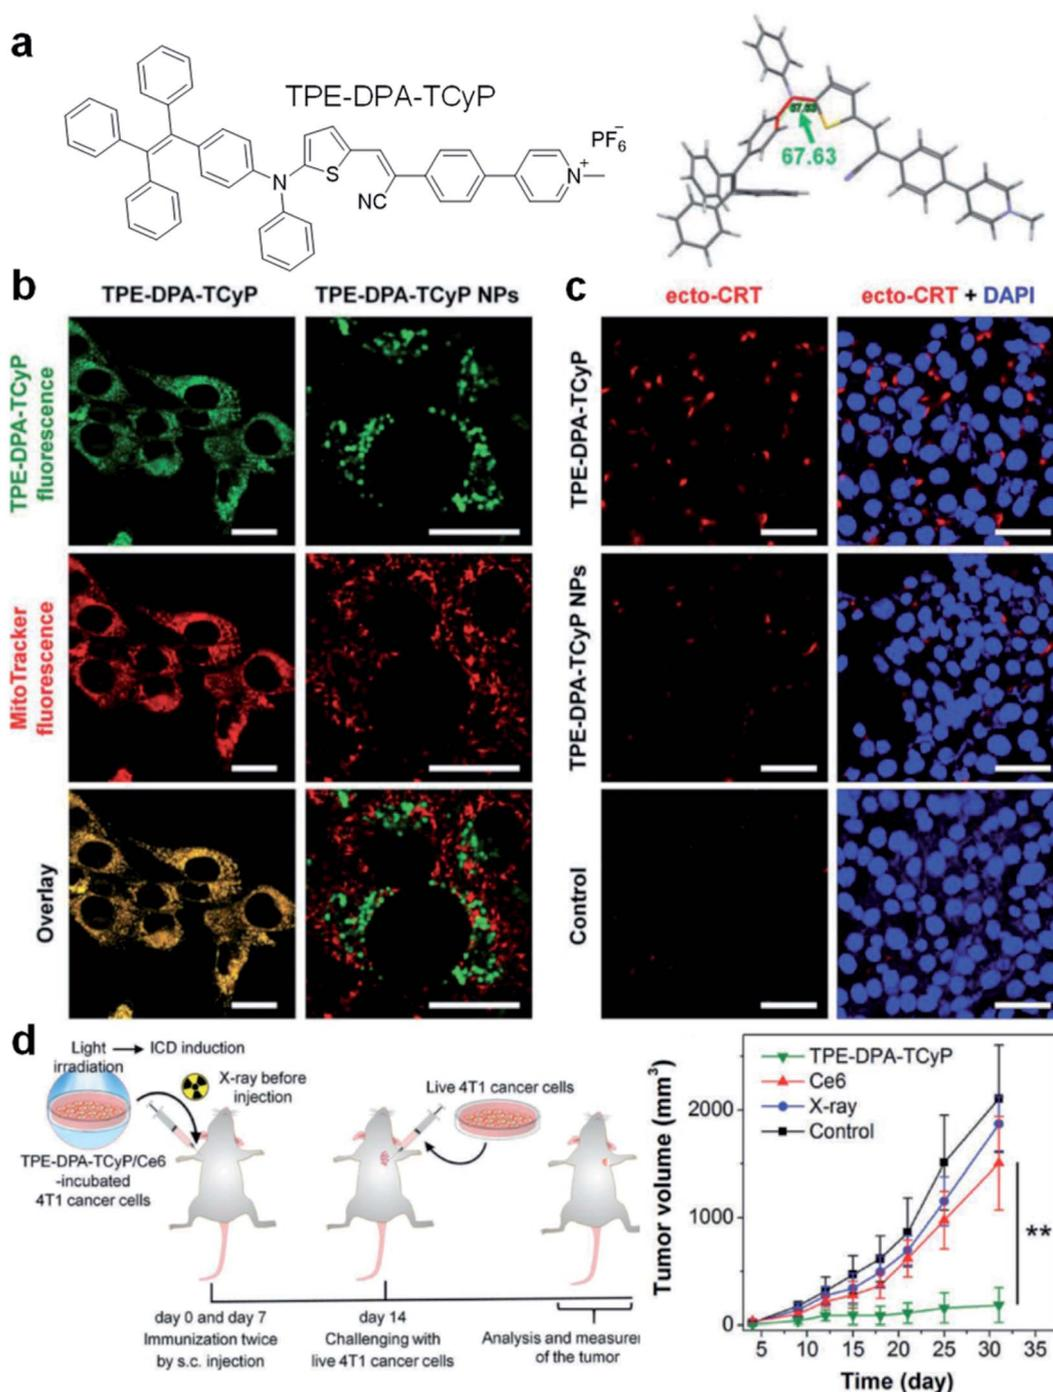 a
TPE-DPA-TCyP
N
S
NC
N
+
PF6-
67.63
b
TPE-DPA-TCyP
TPE-DPA-TCyP NPs
TPE-DPA-TCyP
fluorescence
MitoTracker
fluorescence
Overlay
c
ecto-CRT
ecto-CRT + DAPI
TPE-DPA-TCyP
TPE-DPA-TCyP NPs
Control
d
Light → ICD induction
irradiation
X-ray before
injection
TPE-DPA-TCyP/Ce6
-incubated
4T1 cancer cells
Live 4T1 cancer cells
day 0 and day 7
Immunization twice
by s.c. injection
day 14
Challenging with
live 4T1 cancer cells
Analysis and measure
of the tumor
Tumor volume (mm3)
2000
1000
0
TPE-DPA-TCyP
Ce6
X-ray
Control
**
5 10 15 20 25 30 35
Time (day)